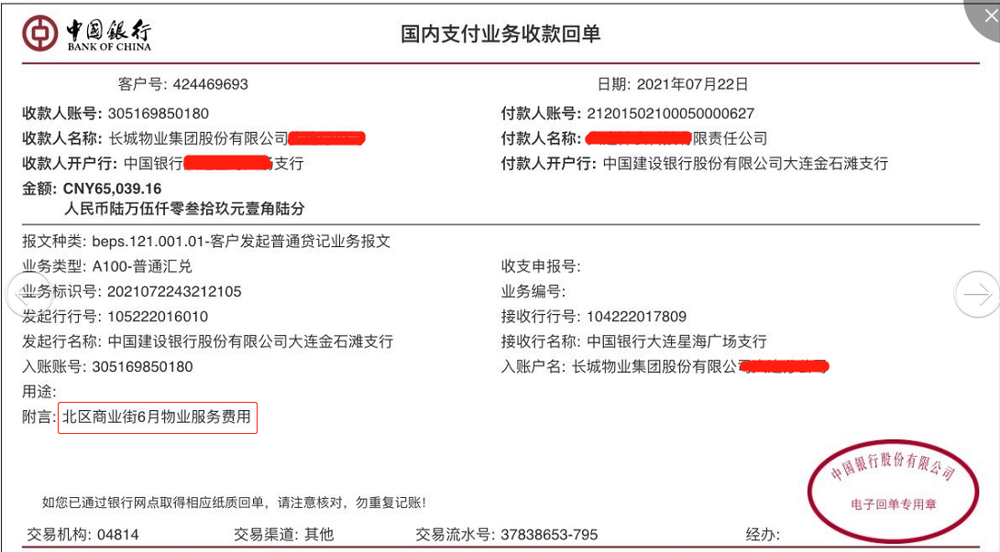 中国银行
BANK OF CHINA
国内支付业务收款回单
客户号: 424469693
日期: 2021年07月22日
收款人账号: 305169850180
付款人账号: 21201502100050000627
收款人名称: 长城物业集团股份有限公司
付款人名称: 限责任公司
收款人开户行: 中国银行 支行
付款人开户行: 中国建设银行股份有限公司大连金石滩支行
金额: CNY65,039.16
人民币陆万伍仟零叁拾玖元壹角陆分
报文种类: beps.121.001.01-客户发起普通贷记业务报文
业务类型: A100-普通汇兑
收支申报号:
业务标识号: 2021072243212105
业务编号:
发起行行号: 105222016010
接收行行号: 104222017809
发起行名称: 中国建设银行股份有限公司大连金石滩支行
接收行名称: 中国银行大连星海广场支行
入账账号: 305169850180
入账户名: 长城物业集团股份有限公
用途:
附言: 北区商业街6月物业服务费用
中国银行股份有限公司
电子回单专用章
如您已通过银行网点取得相应纸质回单，请注意核对，勿重复记账！
交易机构: 04814
交易渠道: 其他
交易流水号: 37838653-795
经办: